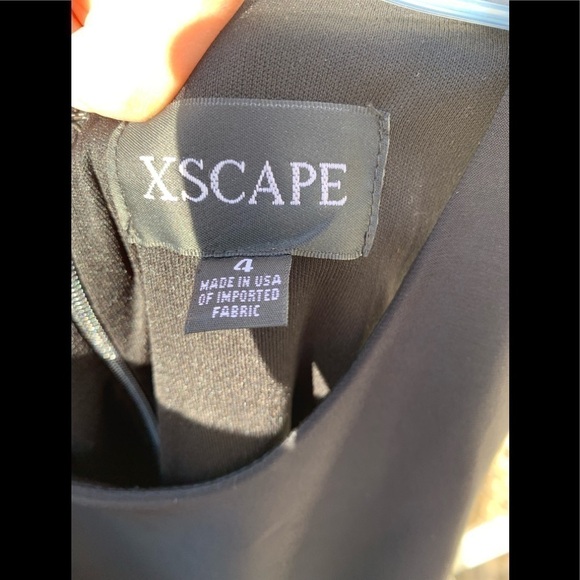 XSCAPE
4
MADE IN USA
OF IMPORTED
FABRIC